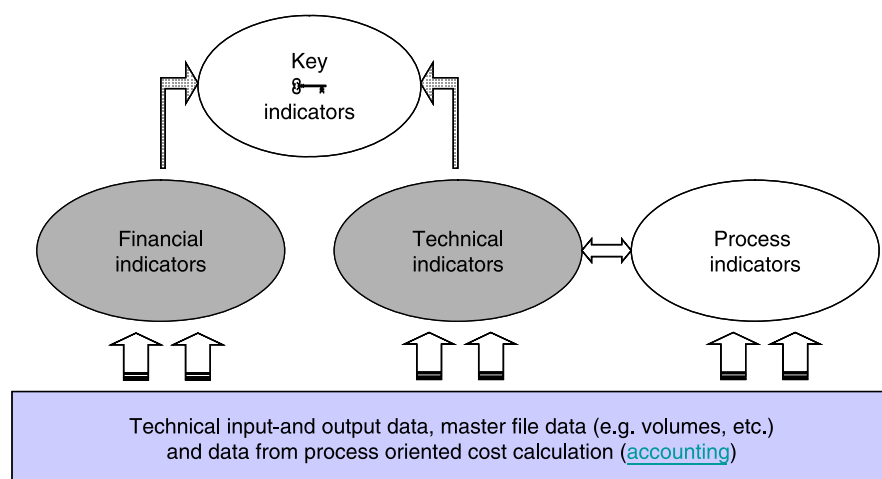 Key
indicators
Financial
indicators
Technical
indicators
Process
indicators
Technical input-and output data, master file data (e.g. volumes, etc.)
and data from process oriented cost calculation (accounting)